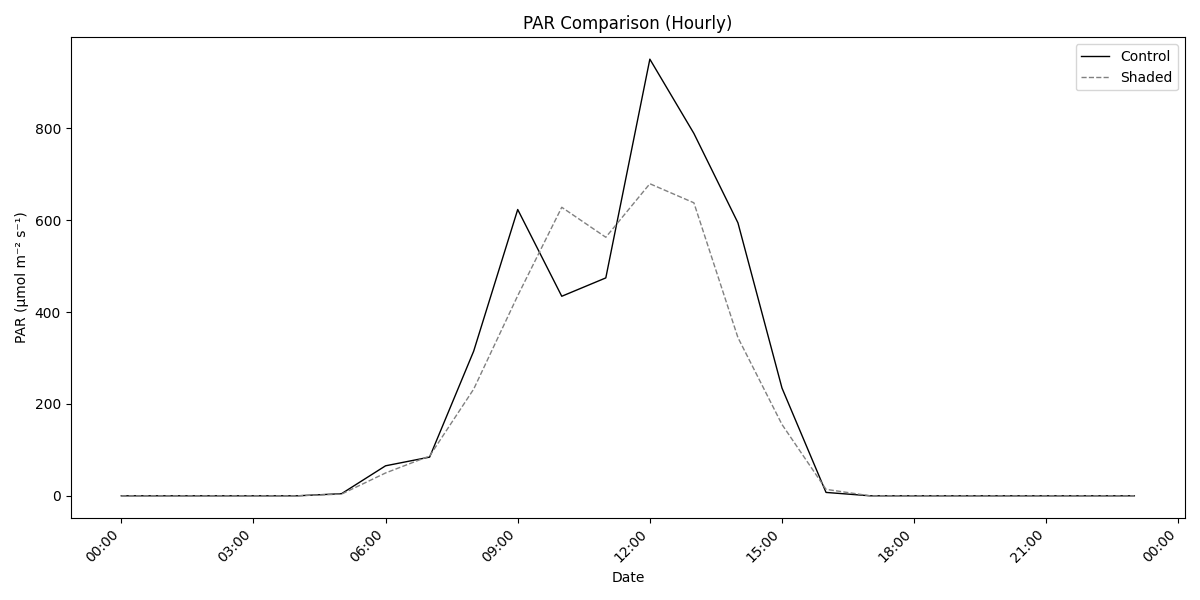 PAR Comparison (Hourly)
Control
Shaded
PAR (μmol m⁻² s⁻¹)
800
600
400
200
0
00:00
03:00
06:00
09:00
12:00
15:00
18:00
21:00
00:00
Date